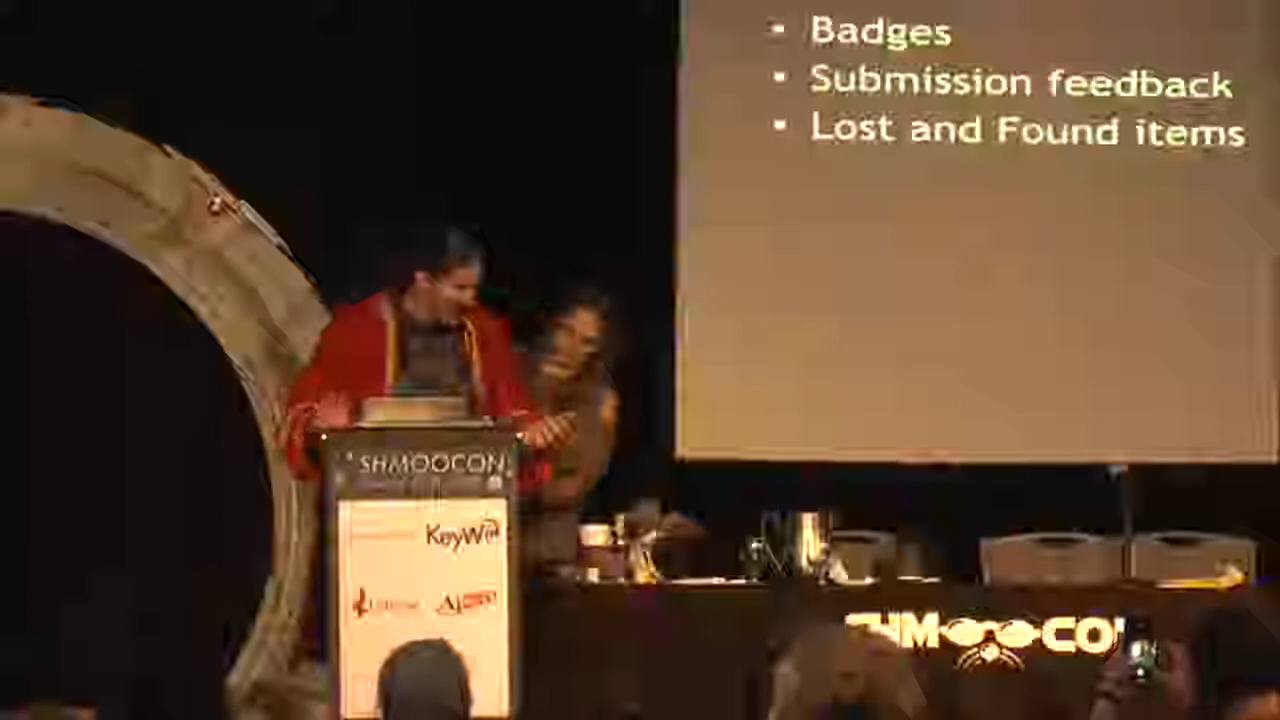 Badges
Submission feedback
Lost and Found items
SHMOOCON
KeyW